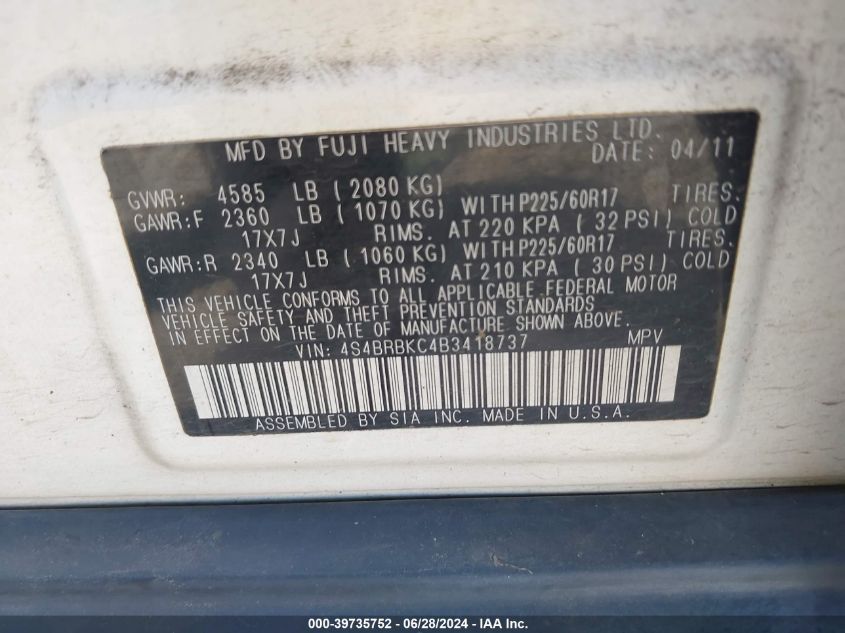 MFD BY FUJI HEAVY INDUSTRIES LTD.
DATE: 04/11
GVWR: 4585 LB (2080 KG)
GAWR:F 2360 LB (1070 KG) WITH P225/60R17 TIRES.
17X7J RIMS. AT 220 KPA (32 PSI) COLD
GAWR:R 2340 LB (1060 KG) WITH P225/60R17 TIRES.
17X7J RIMS. AT 210 KPA (30 PSI) COLD
THIS VEHICLE CONFORMS TO ALL APPLICABLE FEDERAL MOTOR
VEHICLE SAFETY AND THEFT PREVENTION STANDARDS
IN EFFECT ON THE DATE OF MANUFACTURE SHOWN ABOVE.
VIN: 4S4BRBKC4B3418737 MPV
ASSEMBLED BY SIA INC. MADE IN U.S.A.
000-39735752 - 06/28/2024 - IAA Inc.